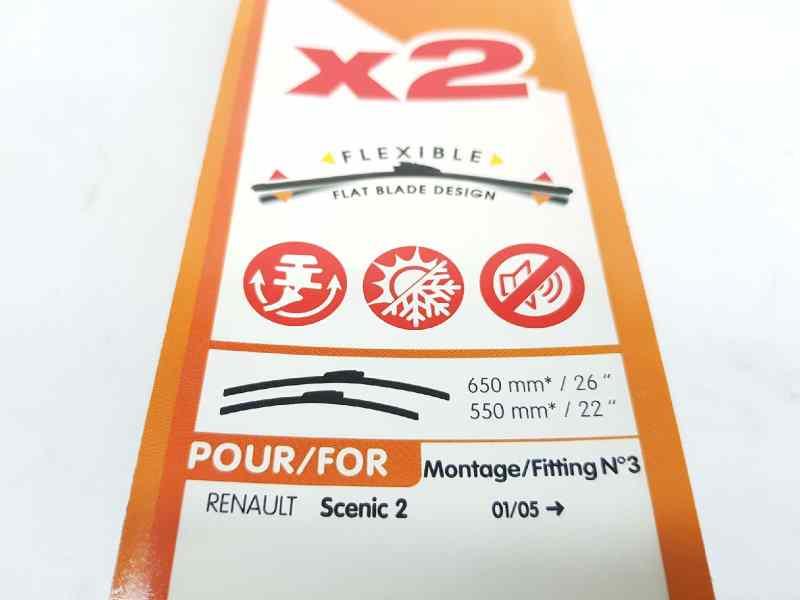 x2
FLEXIBLE
FLAT BLADE DESIGN
650 mm* / 26 “
550 mm* / 22 “
POUR/FOR
Montage/Fitting N°3
RENAULT Scenic 2 01/05 →